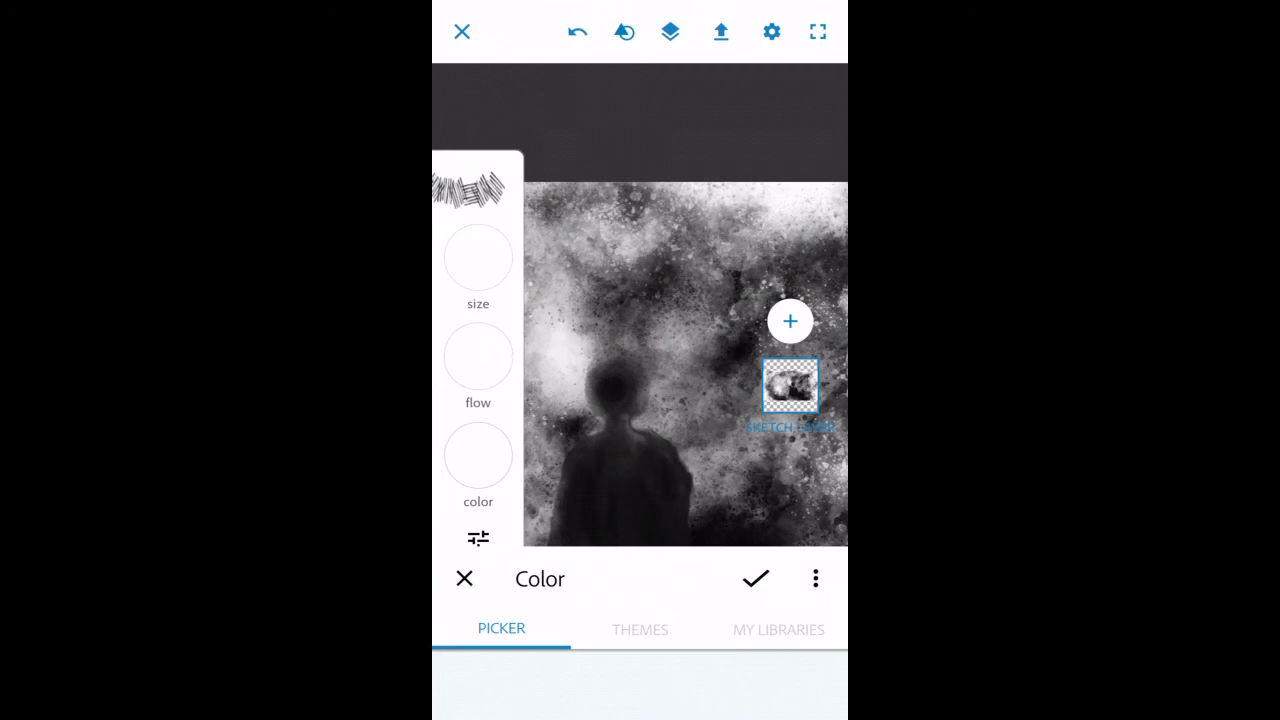 size
flow
SKETCH LAYER
color
Color
PICKER
THEMES
MY LIBRARIES